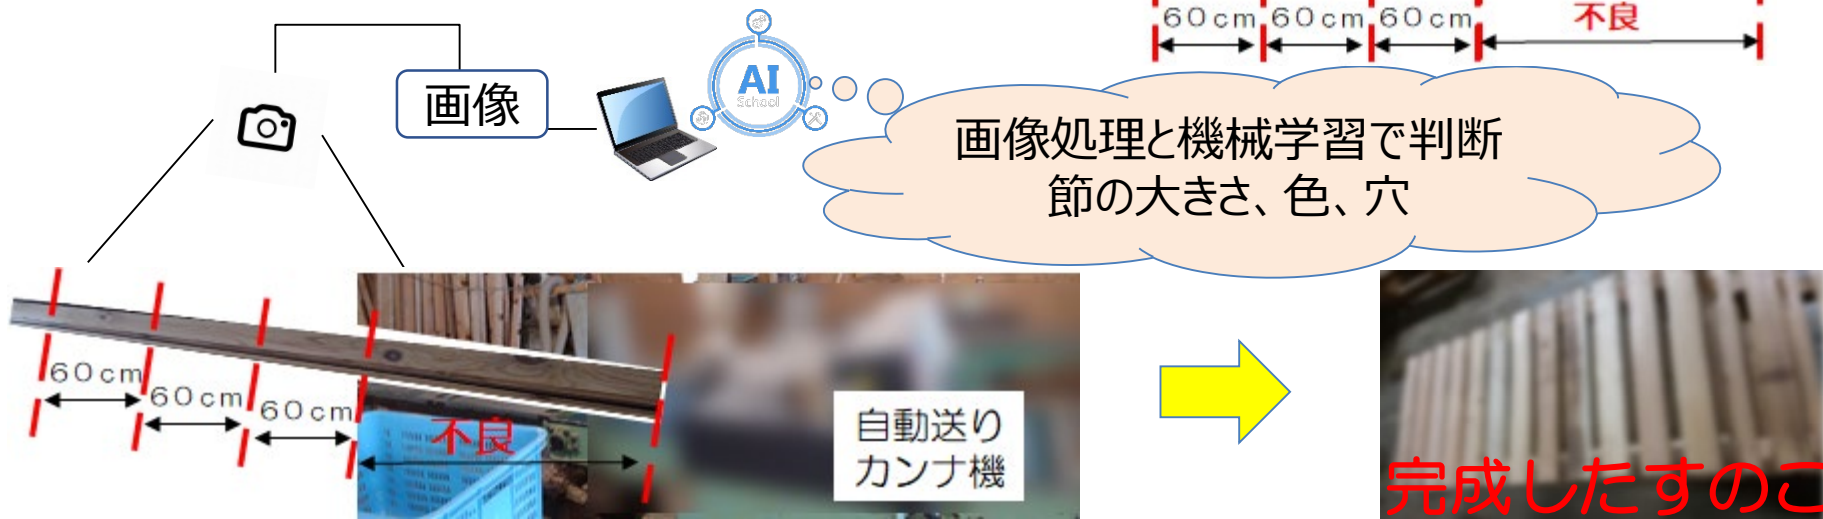 60cm 60cm 60cm 不良
画像
AI
School
画像処理と機械学習で判断
節の大きさ、色、穴
60cm
60cm
60cm
不良
自動送り
カンナ機
完成したすのこ